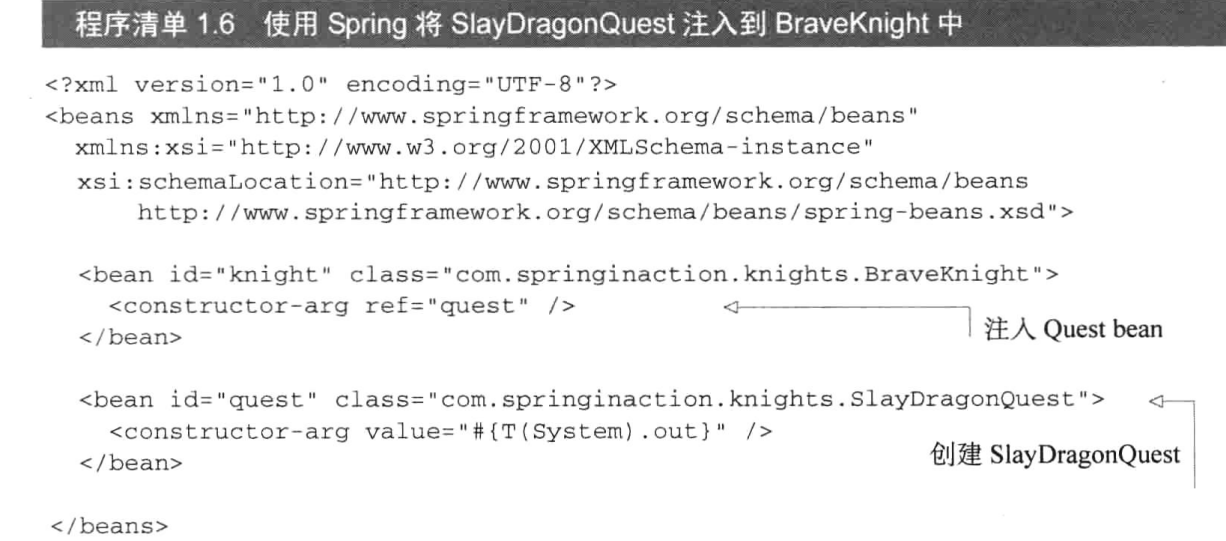 程序清单 1.6 使用 Spring 将 SlayDragonQuest 注入到 BraveKnight 中
<?xml version="1.0" encoding="UTF-8"?>
<beans xmlns="http://www.springframework.org/schema/beans"
xmlns:xsi="http://www.w3.org/2001/XMLSchema-instance"
xsi:schemaLocation="http://www.springframework.org/schema/beans
http://www.springframework.org/schema/beans/spring-beans.xsd">
<bean id="knight" class="com.springinaction.knights.BraveKnight">
<constructor-arg ref="quest" />
注入 Quest bean
</bean>
<bean id="quest" class="com.springinaction.knights.SlayDragonQuest">
<constructor-arg value="#{T(System).out}" />
创建 SlayDragonQuest
</bean>
</beans>